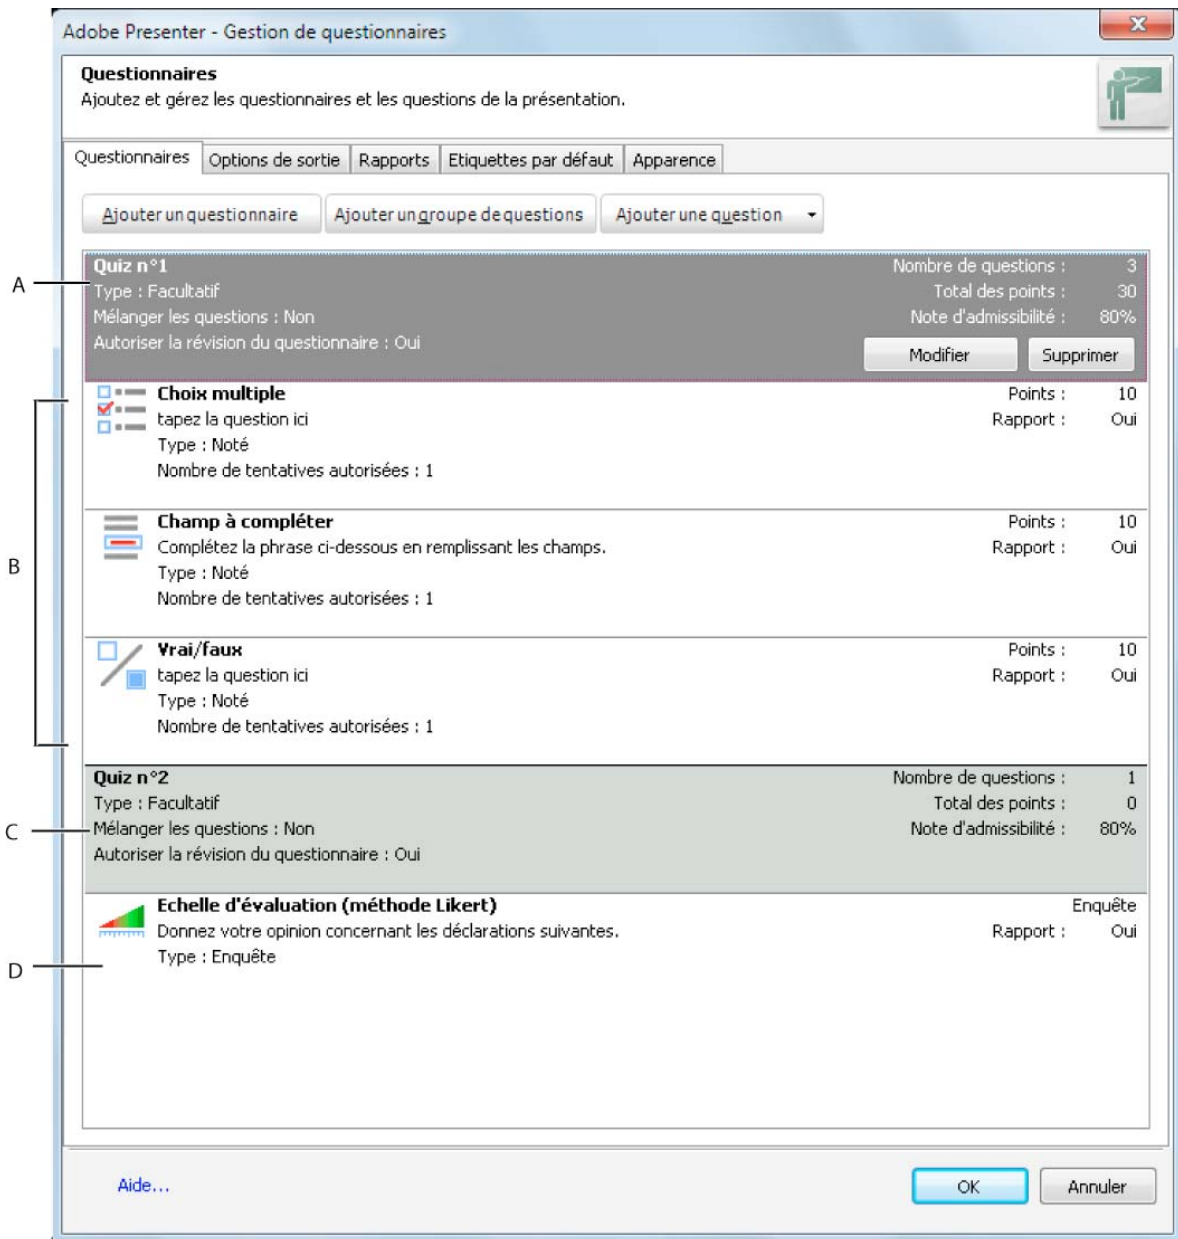 Adobe Presenter - Gestion de questionnaires
Questionnaires
Ajoutez et gérez les questionnaires et les questions de la présentation.
Questionnaires Options de sortie Rapports Etiquettes par défaut Apparence
Ajouter un questionnaire Ajouter un groupe de questions Ajouter une question
A
Quiz n°1 Nombre de questions : 3
Type : Facultatif Total des points : 30
Mélanger les questions : Non Note d'admissibilité : 80%
Autoriser la révision du questionnaire : Oui Modifier Supprimer
B
Choix multiple Points : 10
tapez la question ici Rapport : Oui
Type : Noté
Nombre de tentatives autorisées : 1
Champ à compléter Points : 10
Complétez la phrase ci-dessous en remplissant les champs. Rapport : Oui
Type : Noté
Nombre de tentatives autorisées : 1
Vrai/faux Points : 10
tapez la question ici Rapport : Oui
Type : Noté
Nombre de tentatives autorisées : 1
C
Quiz n°2 Nombre de questions : 1
Type : Facultatif Total des points : 0
Mélanger les questions : Non Note d'admissibilité : 80%
Autoriser la révision du questionnaire : Oui
D
Echelle d'évaluation (méthode Likert) Enquête
Donnez votre opinion concernant les déclarations suivantes. Rapport : Oui
Type : Enquête
Aide... OK Annuler